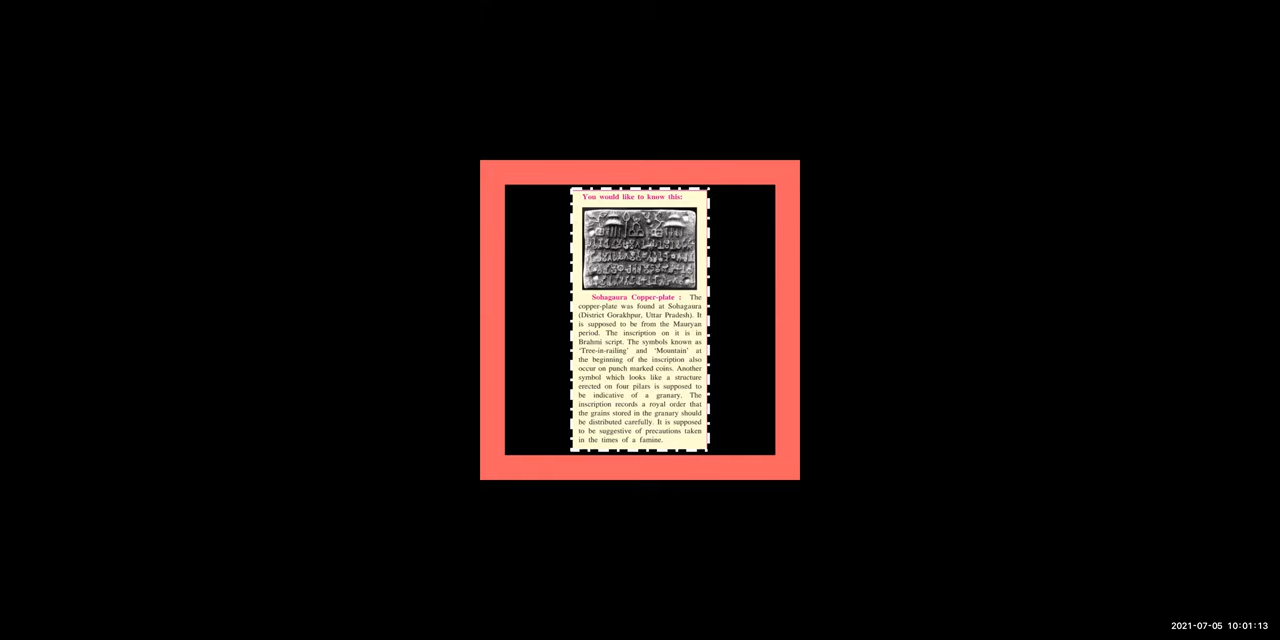 You would like to know this:
Sohagaura Copper-plate : The
copper-plate was found at Sohagaura
(District Gorakhpur, Uttar Pradesh). It
is supposed to be from the Mauryan
period. The inscription on it is in
Brahmi script. The symbols known as
‘Tree-in-railing’ and ‘Mountain’ at
the beginning of the inscription also
occur on punch marked coins. Another
symbol which looks like a structure
erected on four pilars is supposed to
be indicative of a granary. The
inscription records a royal order that
the grains stored in the granary should
be distributed carefully. It is supposed
to be suggestive of precautions taken
in the times of a famine.
2021-07-05 10:01:13